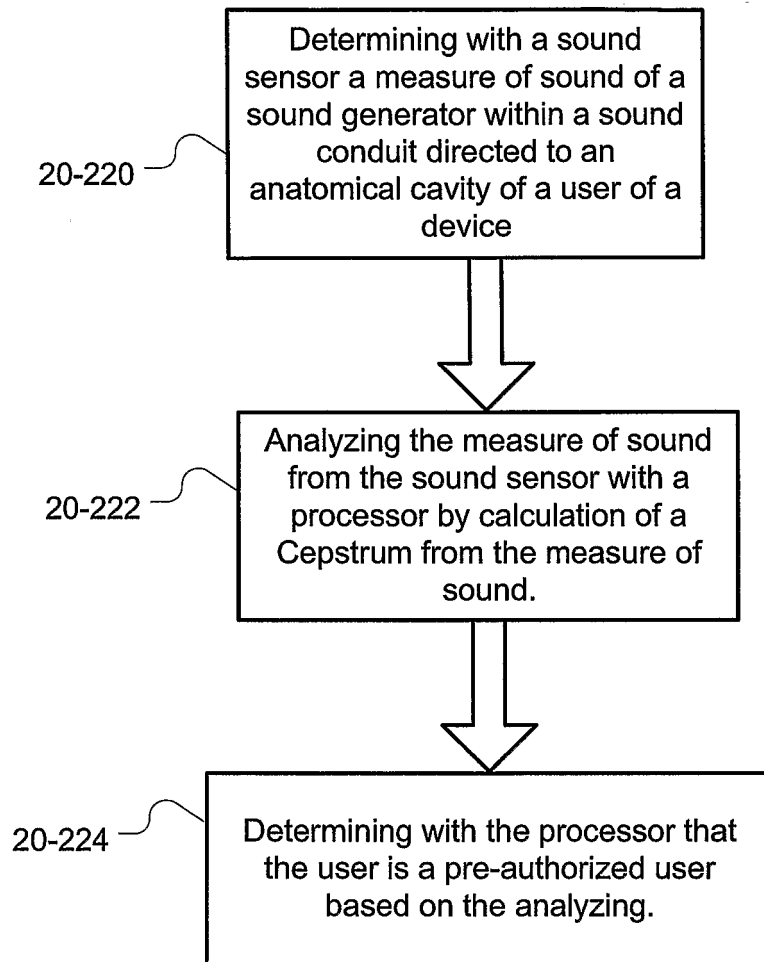 Determining with a sound
sensor a measure of sound of a
sound generator within a sound
conduit directed to an
anatomical cavity of a user of a
device
20-220
Analyzing the measure of sound
from the sound sensor with a
processor by calculation of a
Cepstrum from the measure of
sound.
20-222
Determining with the processor that
the user is a pre-authorized user
based on the analyzing.
20-224